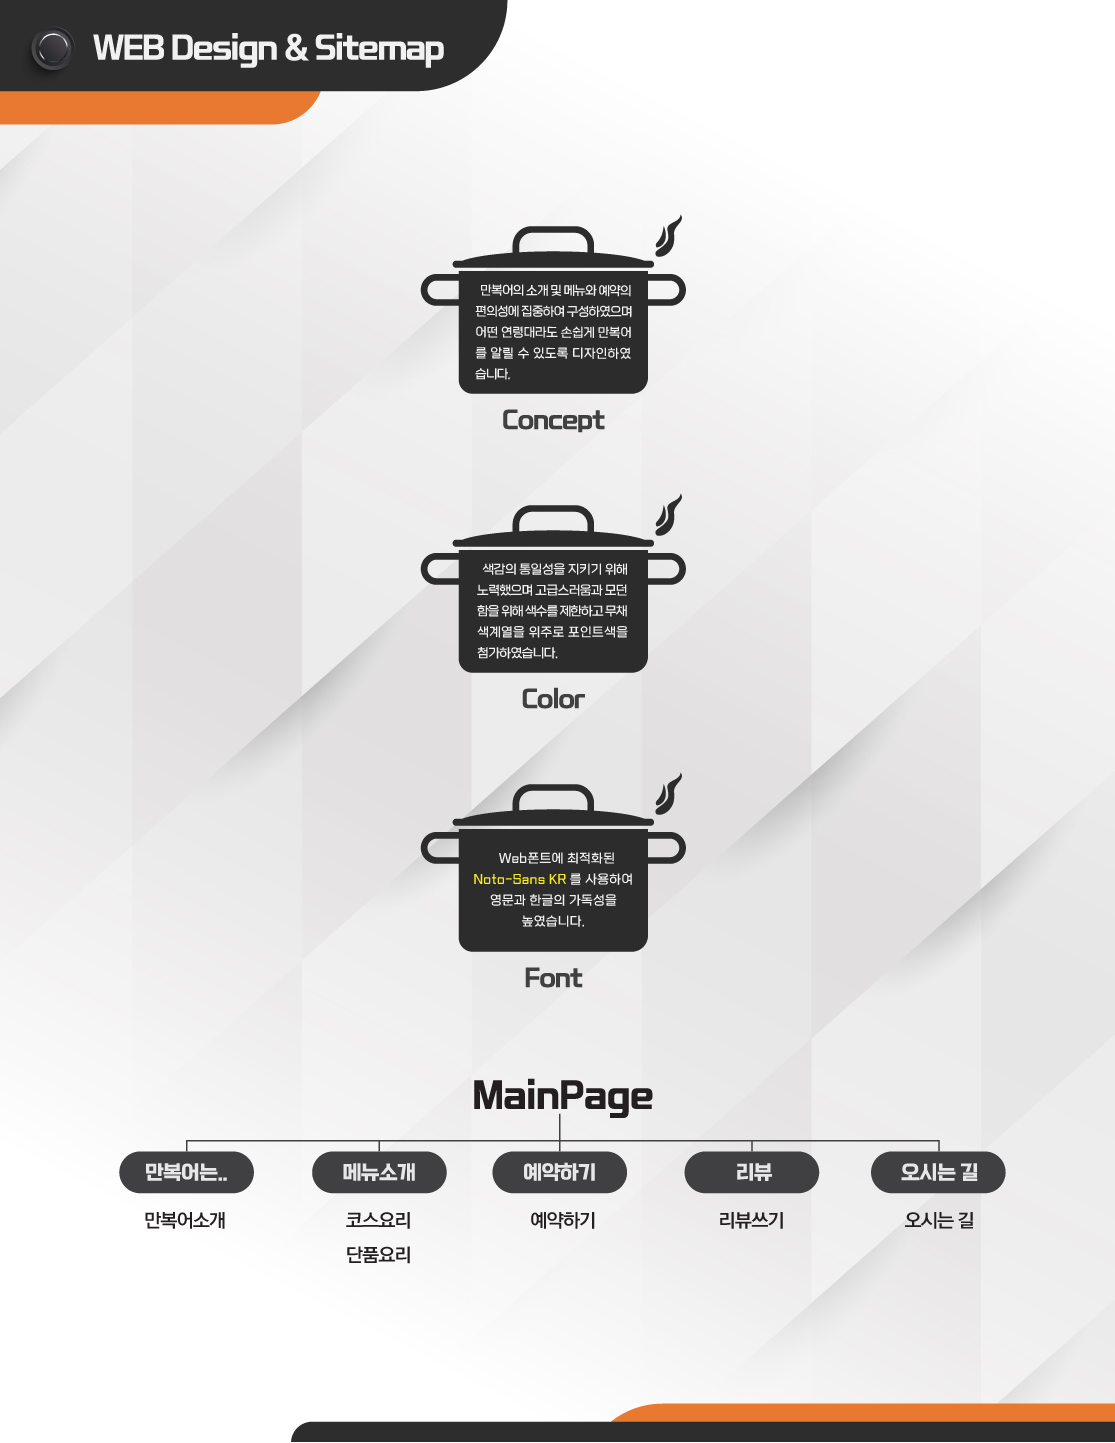 WEB Design & Sitemap
만복어의 소개 및 메뉴와 예약의
편의성에 집중하여 구성하였으며
어떤 연령대라도 손쉽게 만복어
를 알릴 수 있도록 디자인하였
습니다.
Concept
색감의 통일성을 지키기 위해
노력했으며 고급스러움과 모던
함을 위해 색수를 제한하고 무채
색계열을 위주로 포인트색을
첨가하였습니다.
Color
Web폰트에 최적화된
Noto-Sans KR 를 사용하여
영문과 한글의 가독성을
높였습니다.
Font
MainPage
만복어는.. 메뉴소개 예약하기 리뷰 오시는 길
만복어소개 코스요리 예약하기 리뷰쓰기 오시는 길
단품요리